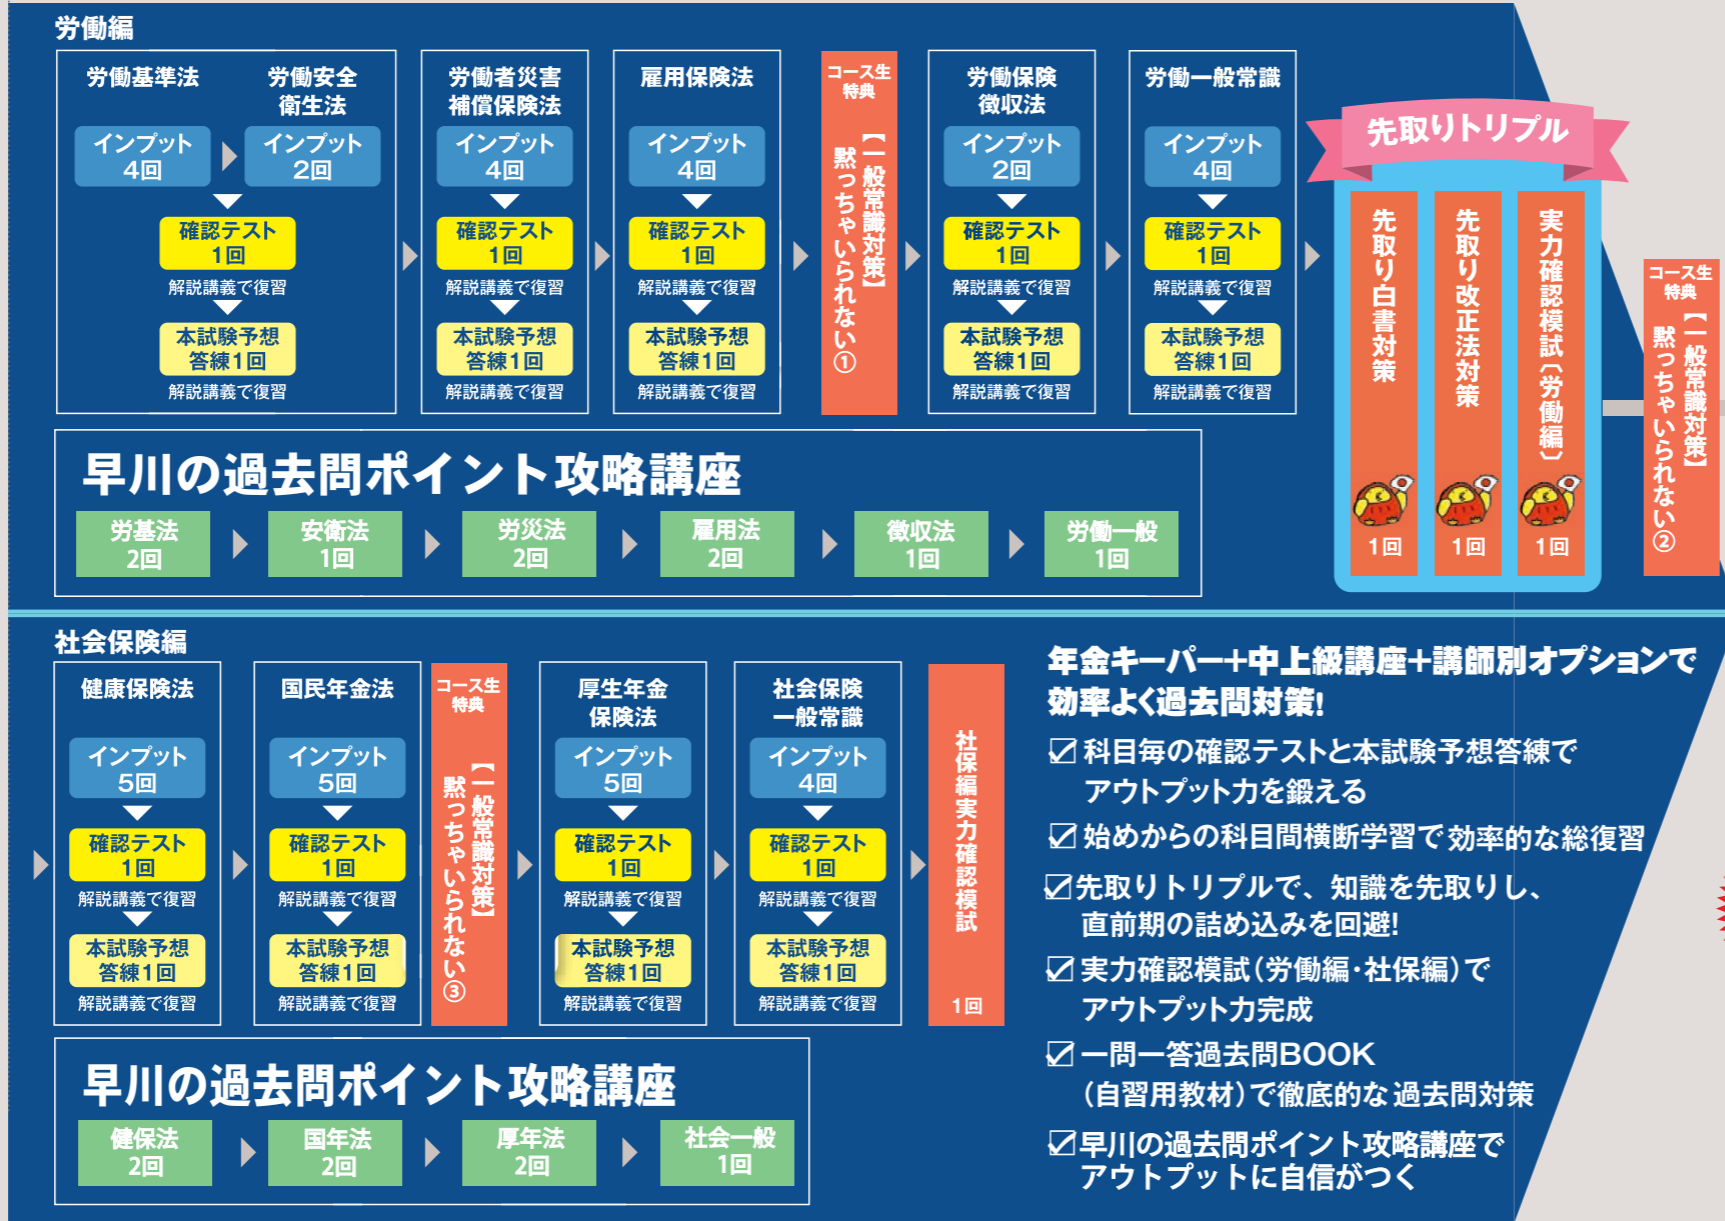 労働編
労働基準法
インプット
4回
労働安全
衛生法
インプット
2回
確認テスト
1回
解説講義で復習
本試験予想
答練1回
解説講義で復習
労働者災害
補償保険法
インプット
4回
確認テスト
1回
解説講義で復習
本試験予想
答練1回
解説講義で復習
雇用保険法
インプット
4回
確認テスト
1回
解説講義で復習
本試験予想
答練1回
解説講義で復習
コース生
特典
【一般常識対策】
黙っちゃいられない①
労働保険
徴収法
インプット
2回
確認テスト
1回
解説講義で復習
本試験予想
答練1回
解説講義で復習
労働一般常識
インプット
4回
確認テスト
1回
解説講義で復習
本試験予想
答練1回
解説講義で復習
先取りトリプル
先取り白書対策
1回
先取り改正法対策
1回
実力確認模試〔労働編〕
1回
コース生
特典
【一般常識対策】
黙っちゃいられない②
早川の過去問ポイント攻略講座
労基法
2回
安衛法
1回
労災法
2回
雇用法
2回
徴収法
1回
労働一般
1回
社会保険編
健康保険法
インプット
5回
確認テスト
1回
解説講義で復習
本試験予想
答練1回
解説講義で復習
国民年金法
インプット
5回
確認テスト
1回
解説講義で復習
本試験予想
答練1回
解説講義で復習
コース生
特典
【一般常識対策】
黙っちゃいられない③
厚生年金
保険法
インプット
5回
確認テスト
1回
解説講義で復習
本試験予想
答練1回
解説講義で復習
社会保険
一般常識
インプット
4回
確認テスト
1回
解説講義で復習
本試験予想
答練1回
解説講義で復習
社保編実力確認模試
1回
早川の過去問ポイント攻略講座
健保法
2回
国年法
2回
厚年法
2回
社会一般
1回
年金キーパー+中上級講座+講師別オプションで
効率よく過去問対策!
☑科目毎の確認テストと本試験予想答練で
アウトプット力を鍛える
☑始めからの科目間横断学習で効率的な総復習
☑先取りトリプルで、知識を先取りし、
直前期の詰め込みを回避!
☑実力確認模試(労働編・社保編)で
アウトプット力完成
☑一問一答過去問BOOK
(自習用教材)で徹底的な過去問対策
☑早川の過去問ポイント攻略講座で
アウトプットに自信がつく